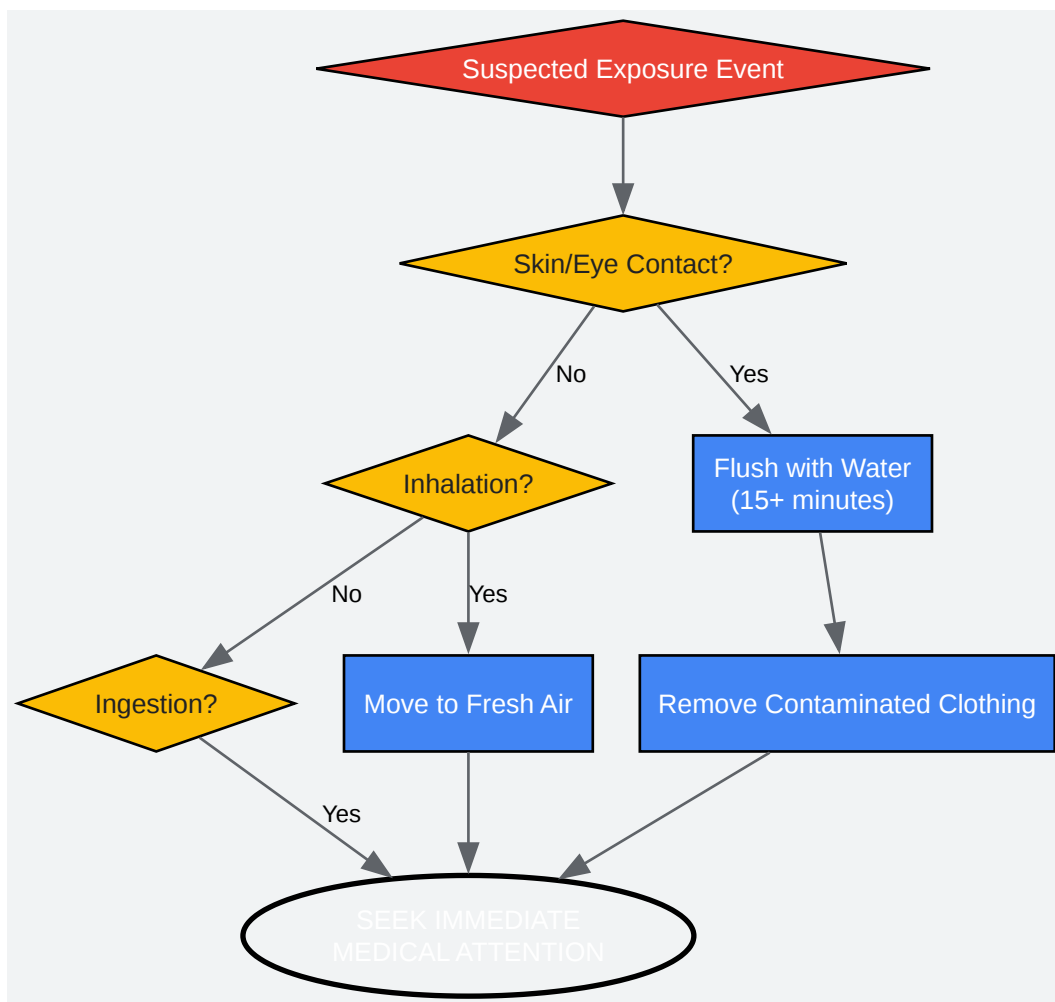 Suspected Exposure Event
Skin/Eye Contact?
No
Yes
Inhalation?
Flush with Water
(15+ minutes)
No
Yes
Ingestion?
Move to Fresh Air
Remove Contaminated Clothing
Yes
SEEK IMMEDIATE
MEDICAL ATTENTION